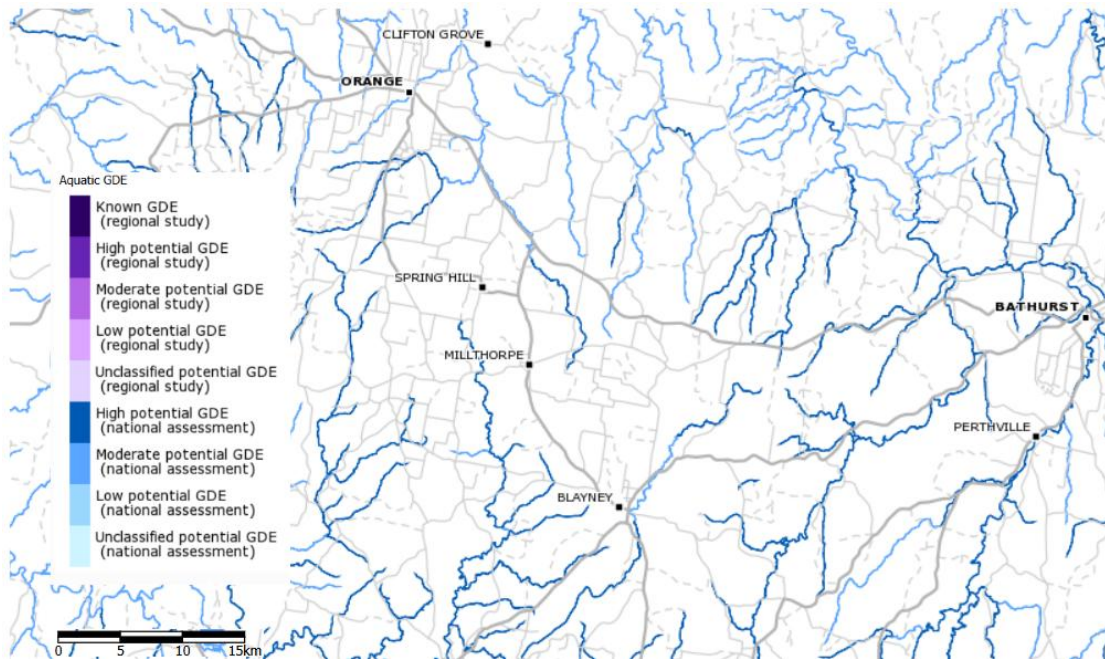 CLIFTON GROVE
ORANGE
Aquatic GDE
Known GDE
(regional study)
High potential GDE
(regional study)
Moderate potential GDE
(regional study)
Low potential GDE
(regional study)
Unclassified potential GDE
(regional study)
High potential GDE
(national assessment)
Moderate potential GDE
(national assessment)
Low potential GDE
(national assessment)
Unclassified potential GDE
(national assessment)
SPRING HILL
BATHURST
MILLTHORPE
PERTHVILLE
BLAYNEY
0 5 10 15km